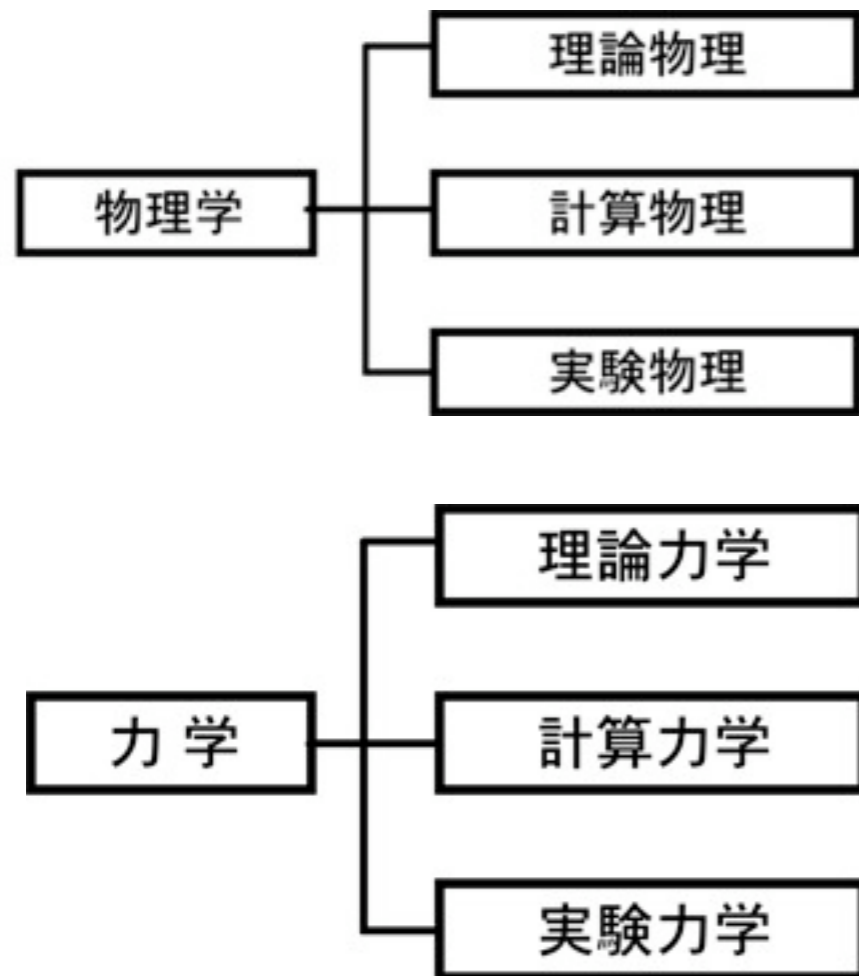 理論物理
物理学
計算物理
実験物理
理論力学
力 学
計算力学
実験力学